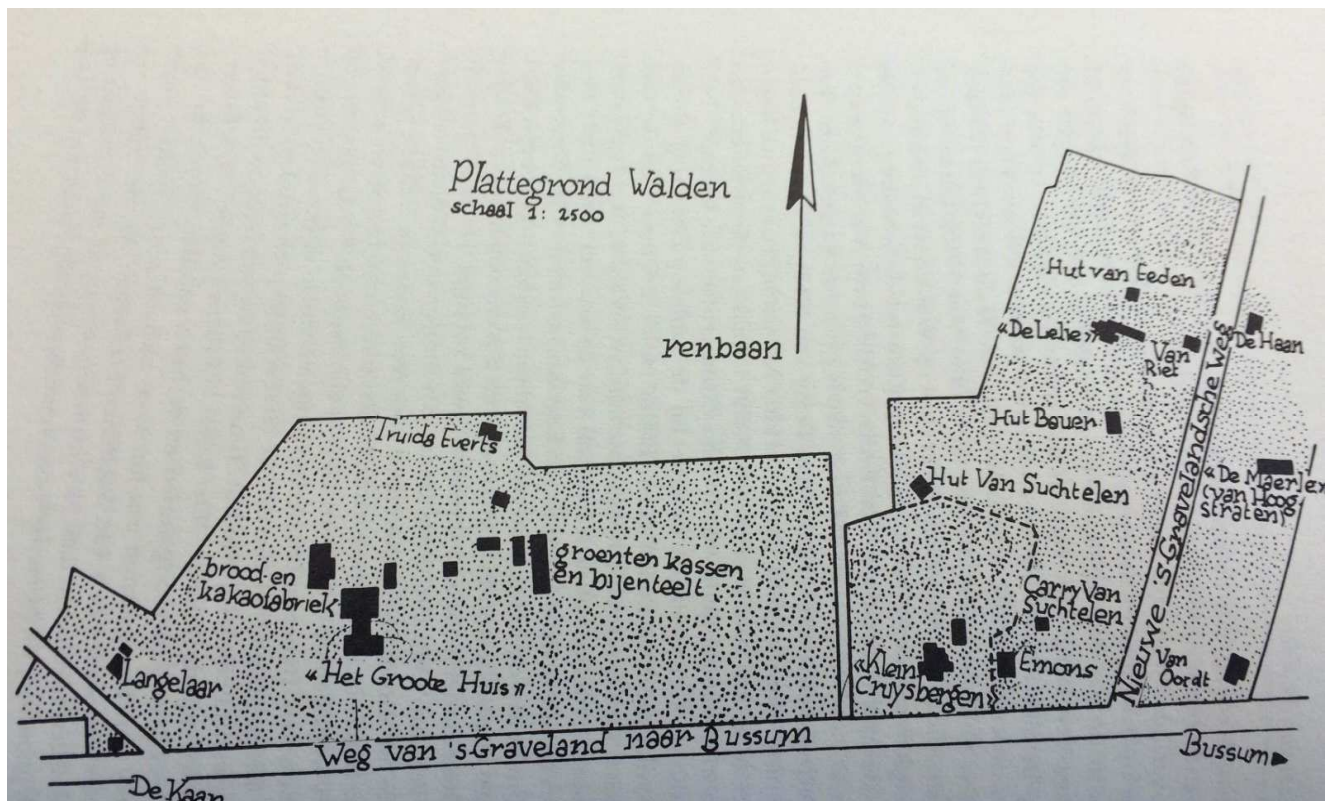 Plattegrond Walden
schaal 1: 2500
renbaan
Hut van Eeden
«De Lelie»
Van
Riet
De Haan
Hut Bauer
Truida Everts
Hut Van Suchtelen
«De Maerlen
(van Hoog
straten)»
groenten kassen
en bijenteelt
brood- en
kakaofabriek
Carry Van
Suchtelen
Langelaar
«Het Groote Huis»
«Klein
Cruysbergen»
Emons
Van
Oordt
Nieuwe 's Gravelandsche weg
Weg van 's-Graveland naar Bussum
Bussum
De Kaan